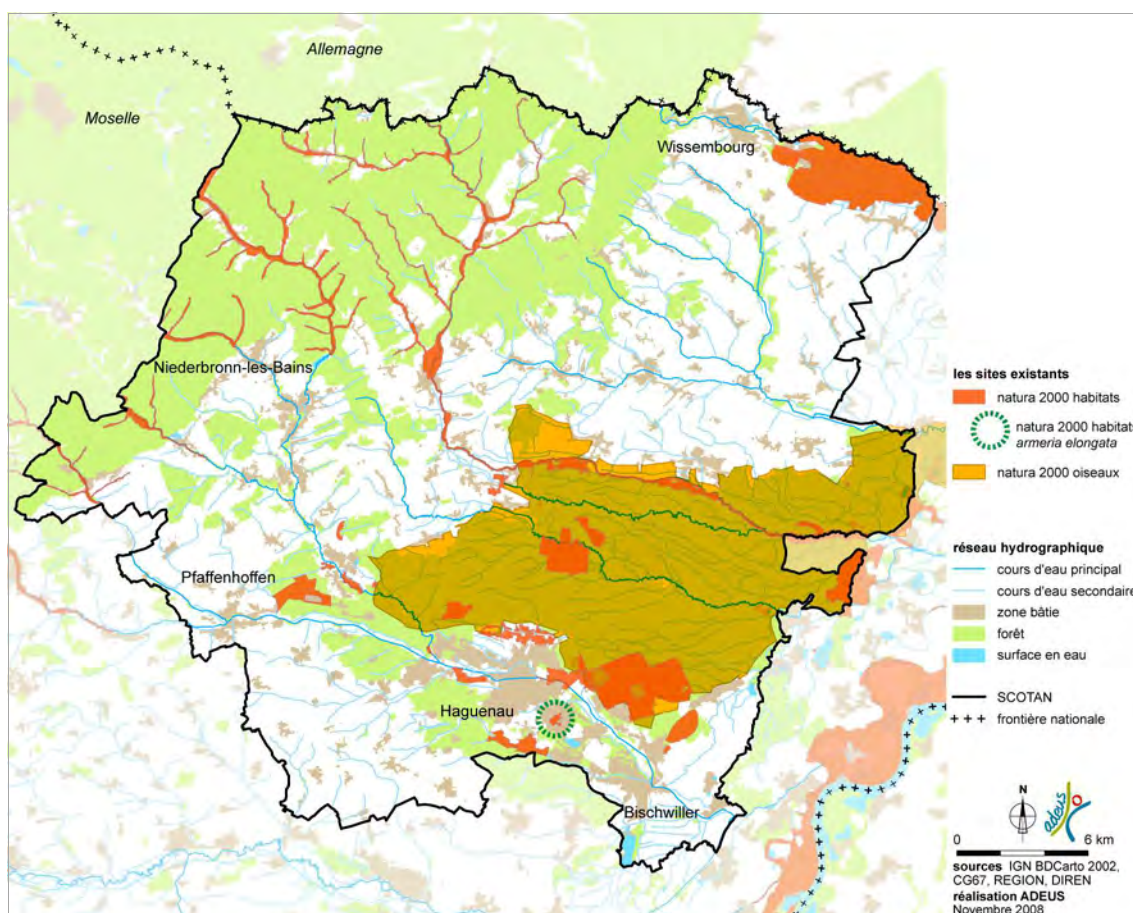 Allemagne
Moselle
Wissembourg
Niederbronn-les-Bains
Pfaffenhoffen
Haguenau
Bischwiller
les sites existants
natura 2000 habitats
natura 2000 habitats
armeria elongata
natura 2000 oiseaux
réseau hydrographique
cours d'eau principal
cours d'eau secondaire
zone bâtie
forêt
surface en eau
SCOTAN
frontière nationale
N
adeus
0 6 km
sources IGN BDCarto 2002,
CG67, REGION, DIREN
réalisation ADEUS
Novembre 2008